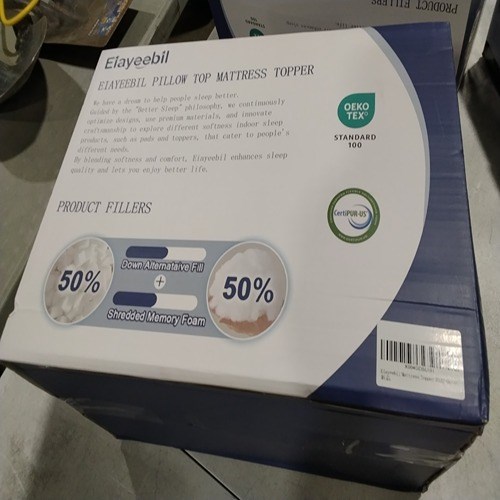 PRODUCT FILLERS
Elayeebil
ElAYEEBIL PILLOW TOP MATTRESS TOPPER
We have a dream to help people sleep better.
Guided by the "Better Sleep" philosophy, we continuously
optimize designs, use premium materials, and innovate
craftsmanship to explore different softness indoor sleep
products, such as pads and toppers, that cater to people's
different needs.
By blending softness and comfort, Eiayeebil enhances sleep
quality and lets you enjoy better life.
OEKO
TEX®
STANDARD
100
CertiPUR-US
PRODUCT FILLERS
50%
Down Alternataive Fill
+
Shredded Memory Foam
50%